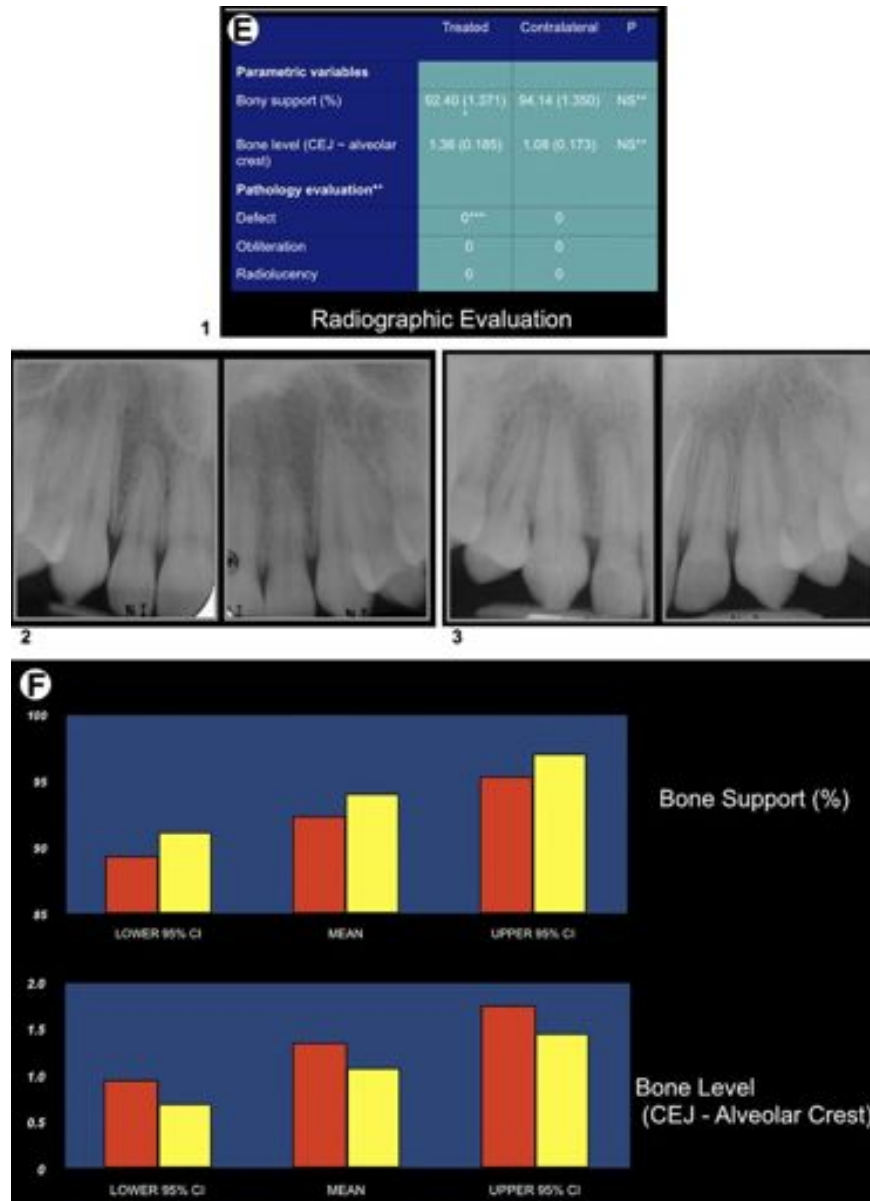 E
Treated Contralateral P
Parametric variables
Bony support (%) 92.40 (1.371) 94.14 (1.350) NS**
Bone level (CEJ – alveolar crest) 1.36 (0.185) 1.08 (0.173) NS**
Pathology evaluation**
Defect 0*** 0
Obliteration 0 0
Radiolucency 0 0
1
Radiographic Evaluation
2
3
F
100
95
90
85
LOWER 95% CI MEAN UPPER 95% CI
Bone Support (%)
2.0
1.5
1.0
0.5
0
LOWER 95% CI MEAN UPPER 95% CI
Bone Level
(CEJ - Alveolar Crest)